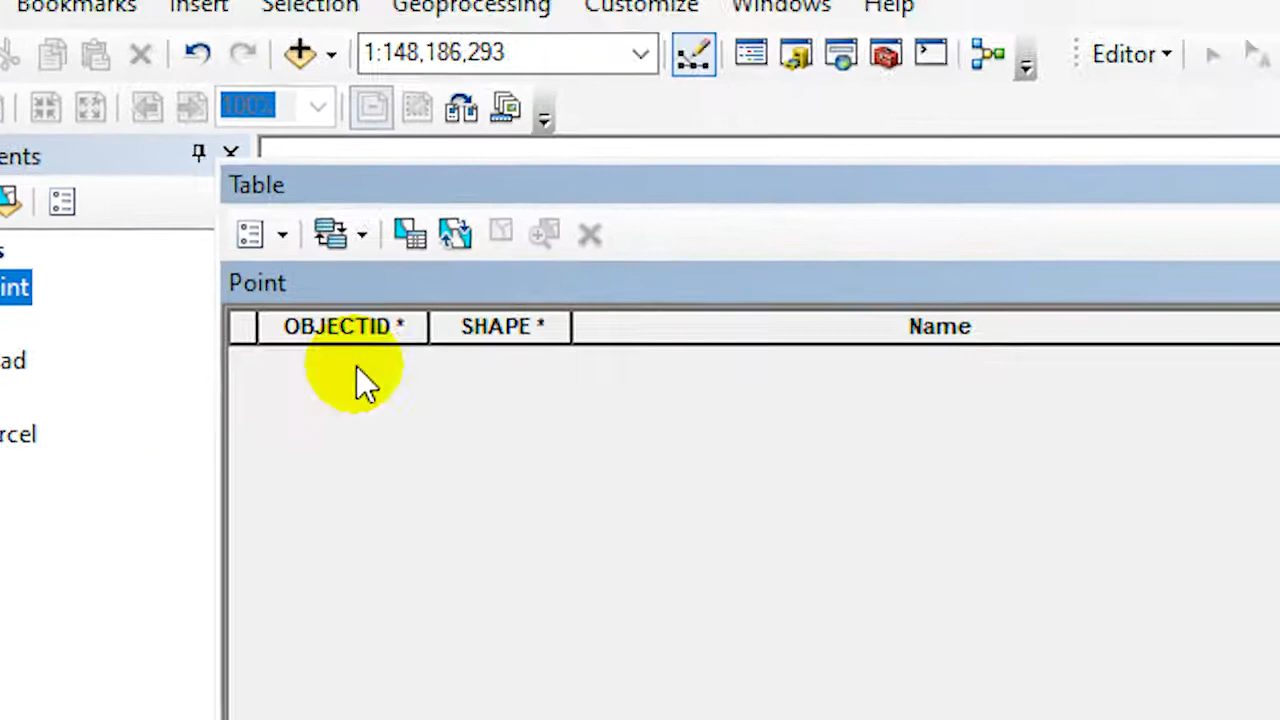 Bookmarks Insert Selection Geoprocessing Customize Windows Help
1:148,186,293 Editor
100%
ents
Table
s
int Point
OBJECTID * SHAPE * Name
ad
rcel